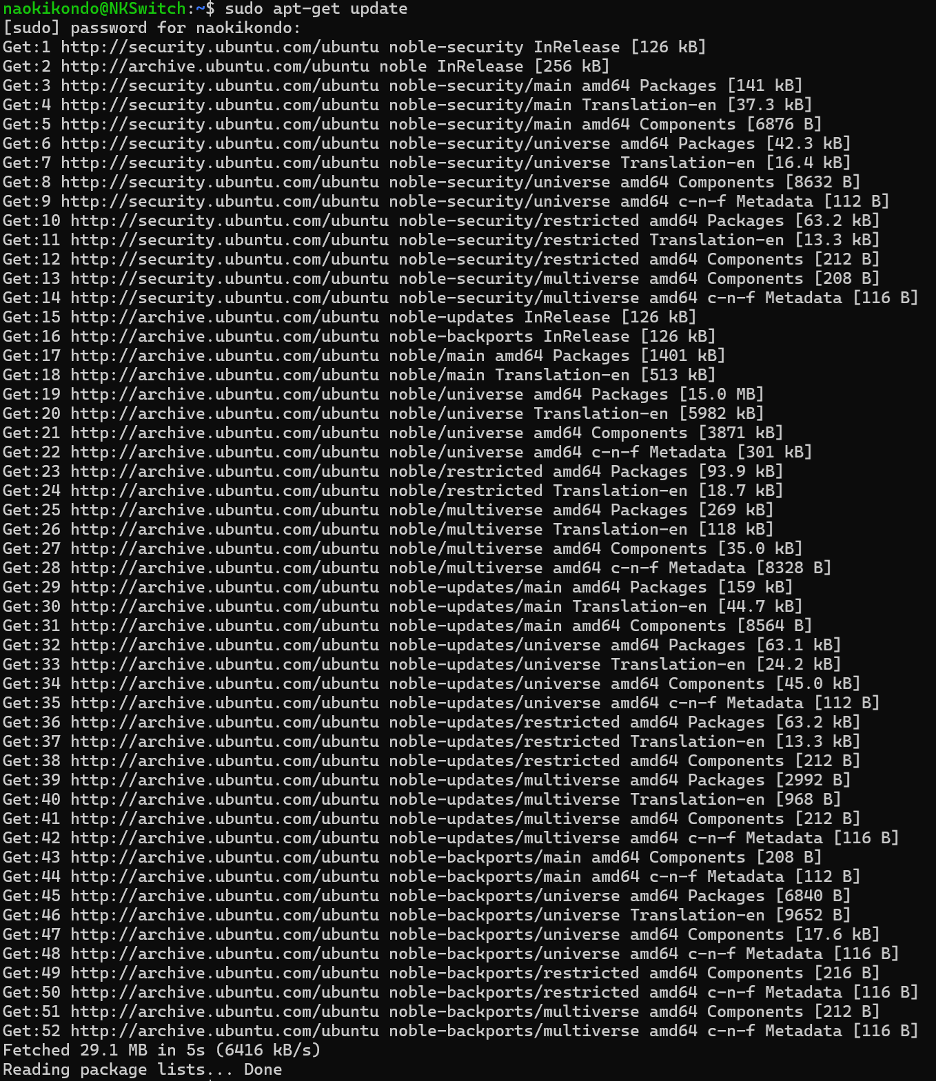 naokikondo@NKSwitch:~$ sudo apt-get update
[sudo] password for naokikondo:
Get:1 http://security.ubuntu.com/ubuntu noble-security InRelease [126 kB]
Get:2 http://archive.ubuntu.com/ubuntu noble InRelease [256 kB]
Get:3 http://security.ubuntu.com/ubuntu noble-security/main amd64 Packages [141 kB]
Get:4 http://security.ubuntu.com/ubuntu noble-security/main Translation-en [37.3 kB]
Get:5 http://security.ubuntu.com/ubuntu noble-security/main amd64 Components [6876 B]
Get:6 http://security.ubuntu.com/ubuntu noble-security/universe amd64 Packages [42.3 kB]
Get:7 http://security.ubuntu.com/ubuntu noble-security/universe Translation-en [16.4 kB]
Get:8 http://security.ubuntu.com/ubuntu noble-security/universe amd64 Components [8632 B]
Get:9 http://security.ubuntu.com/ubuntu noble-security/universe amd64 c-n-f Metadata [112 B]
Get:10 http://security.ubuntu.com/ubuntu noble-security/restricted amd64 Packages [63.2 kB]
Get:11 http://security.ubuntu.com/ubuntu noble-security/restricted Translation-en [13.3 kB]
Get:12 http://security.ubuntu.com/ubuntu noble-security/restricted amd64 Components [212 B]
Get:13 http://security.ubuntu.com/ubuntu noble-security/multiverse amd64 Components [208 B]
Get:14 http://security.ubuntu.com/ubuntu noble-security/multiverse amd64 c-n-f Metadata [116 B]
Get:15 http://archive.ubuntu.com/ubuntu noble-updates InRelease [126 kB]
Get:16 http://archive.ubuntu.com/ubuntu noble-backports InRelease [126 kB]
Get:17 http://archive.ubuntu.com/ubuntu noble/main amd64 Packages [1401 kB]
Get:18 http://archive.ubuntu.com/ubuntu noble/main Translation-en [513 kB]
Get:19 http://archive.ubuntu.com/ubuntu noble/universe amd64 Packages [15.0 MB]
Get:20 http://archive.ubuntu.com/ubuntu noble/universe Translation-en [5982 kB]
Get:21 http://archive.ubuntu.com/ubuntu noble/universe amd64 Components [3871 kB]
Get:22 http://archive.ubuntu.com/ubuntu noble/universe amd64 c-n-f Metadata [301 kB]
Get:23 http://archive.ubuntu.com/ubuntu noble/restricted amd64 Packages [93.9 kB]
Get:24 http://archive.ubuntu.com/ubuntu noble/restricted Translation-en [18.7 kB]
Get:25 http://archive.ubuntu.com/ubuntu noble/multiverse amd64 Packages [269 kB]
Get:26 http://archive.ubuntu.com/ubuntu noble/multiverse Translation-en [118 kB]
Get:27 http://archive.ubuntu.com/ubuntu noble/multiverse amd64 Components [35.0 kB]
Get:28 http://archive.ubuntu.com/ubuntu noble/multiverse amd64 c-n-f Metadata [8328 B]
Get:29 http://archive.ubuntu.com/ubuntu noble-updates/main amd64 Packages [159 kB]
Get:30 http://archive.ubuntu.com/ubuntu noble-updates/main Translation-en [44.7 kB]
Get:31 http://archive.ubuntu.com/ubuntu noble-updates/main amd64 Components [8564 B]
Get:32 http://archive.ubuntu.com/ubuntu noble-updates/universe amd64 Packages [63.1 kB]
Get:33 http://archive.ubuntu.com/ubuntu noble-updates/universe Translation-en [24.2 kB]
Get:34 http://archive.ubuntu.com/ubuntu noble-updates/universe amd64 Components [45.0 kB]
Get:35 http://archive.ubuntu.com/ubuntu noble-updates/universe amd64 c-n-f Metadata [112 B]
Get:36 http://archive.ubuntu.com/ubuntu noble-updates/restricted amd64 Packages [63.2 kB]
Get:37 http://archive.ubuntu.com/ubuntu noble-updates/restricted Translation-en [13.3 kB]
Get:38 http://archive.ubuntu.com/ubuntu noble-updates/restricted amd64 Components [212 B]
Get:39 http://archive.ubuntu.com/ubuntu noble-updates/multiverse amd64 Packages [2992 B]
Get:40 http://archive.ubuntu.com/ubuntu noble-updates/multiverse Translation-en [968 B]
Get:41 http://archive.ubuntu.com/ubuntu noble-updates/multiverse amd64 Components [212 B]
Get:42 http://archive.ubuntu.com/ubuntu noble-updates/multiverse amd64 c-n-f Metadata [116 B]
Get:43 http://archive.ubuntu.com/ubuntu noble-backports/main amd64 Components [208 B]
Get:44 http://archive.ubuntu.com/ubuntu noble-backports/main amd64 c-n-f Metadata [112 B]
Get:45 http://archive.ubuntu.com/ubuntu noble-backports/universe amd64 Packages [6840 B]
Get:46 http://archive.ubuntu.com/ubuntu noble-backports/universe Translation-en [9652 B]
Get:47 http://archive.ubuntu.com/ubuntu noble-backports/universe amd64 Components [17.6 kB]
Get:48 http://archive.ubuntu.com/ubuntu noble-backports/universe amd64 c-n-f Metadata [116 B]
Get:49 http://archive.ubuntu.com/ubuntu noble-backports/restricted amd64 Components [216 B]
Get:50 http://archive.ubuntu.com/ubuntu noble-backports/restricted amd64 c-n-f Metadata [116 B]
Get:51 http://archive.ubuntu.com/ubuntu noble-backports/multiverse amd64 Components [212 B]
Get:52 http://archive.ubuntu.com/ubuntu noble-backports/multiverse amd64 c-n-f Metadata [116 B]
Fetched 29.1 MB in 5s (6416 kB/s)
Reading package lists... Done